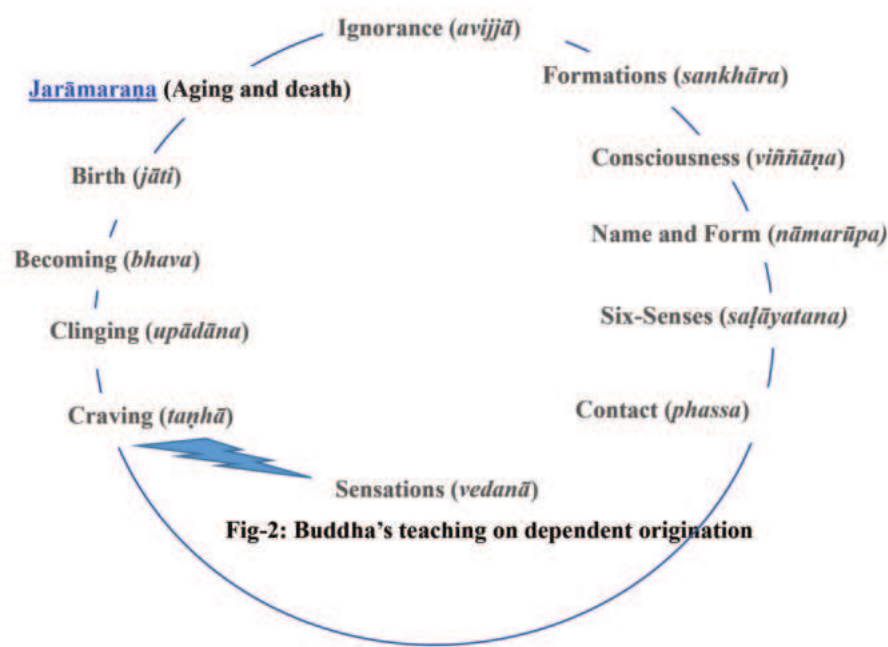 Ignorance (avijjā)
Formations (sankhāra)
Jarāmaraṇa (Aging and death)
Consciousness (viññāṇa)
Birth (jāti)
Name and Form (nāmarūpa)
Becoming (bhava)
Six-Senses (saḷāyatana)
Clinging (upādāna)
Contact (phassa)
Craving (taṇhā)
Sensations (vedanā)
Fig-2: Buddha’s teaching on dependent origination